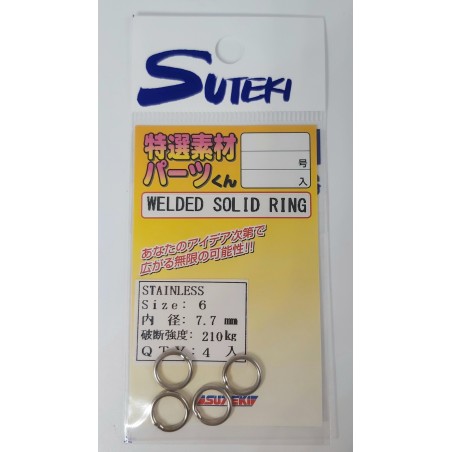 SUTEKI
特選素材
パーツくん
号
入
WELDED SOLID RING
あなたのアイデア次第で
広がる無限の可能性!!
STAINLESS
Size: 6
内 径: 7.7 mm
破断強度: 210kg
Q T Y: 4 入
SUTEKI